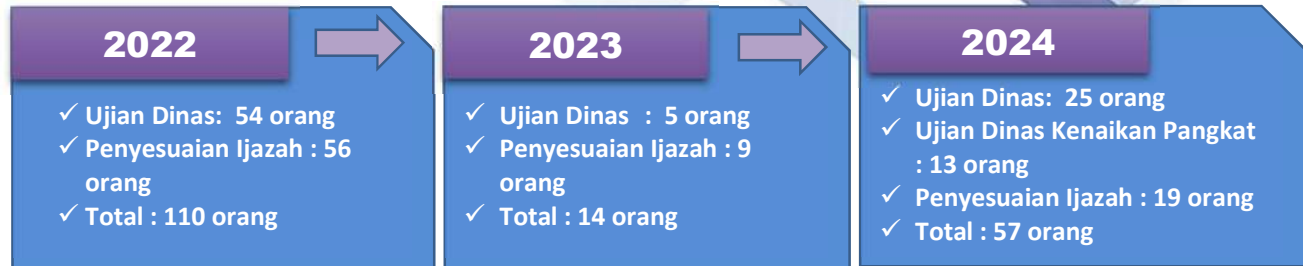 2022
✓ Ujian Dinas: 54 orang
✓ Penyesuaian Ijazah : 56
orang
✓ Total : 110 orang
2023
✓ Ujian Dinas : 5 orang
✓ Penyesuaian Ijazah : 9
orang
✓ Total : 14 orang
2024
✓ Ujian Dinas: 25 orang
✓ Ujian Dinas Kenaikan Pangkat
: 13 orang
✓ Penyesuaian Ijazah : 19 orang
✓ Total : 57 orang